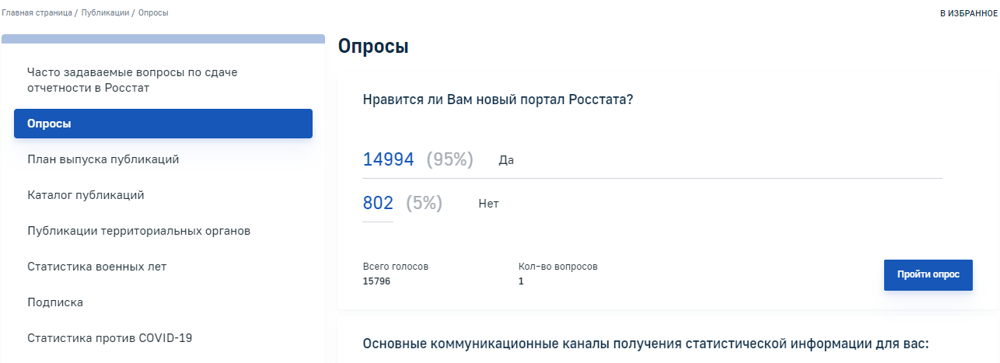 Главная страница / Публикации / Опросы
В ИЗБРАННОЕ
Часто задаваемые вопросы по сдаче
отчетности в Росстат
Опросы
План выпуска публикаций
Каталог публикаций
Публикации территориальных органов
Статистика военных лет
Подписка
Статистика против COVID-19
Опросы
Нравится ли Вам новый портал Росстата?
14994 (95%) Да
802 (5%) Нет
Всего голосов
15796
Кол-во вопросов
1
Пройти опрос
Основные коммуникационные каналы получения статистической информации для вас: